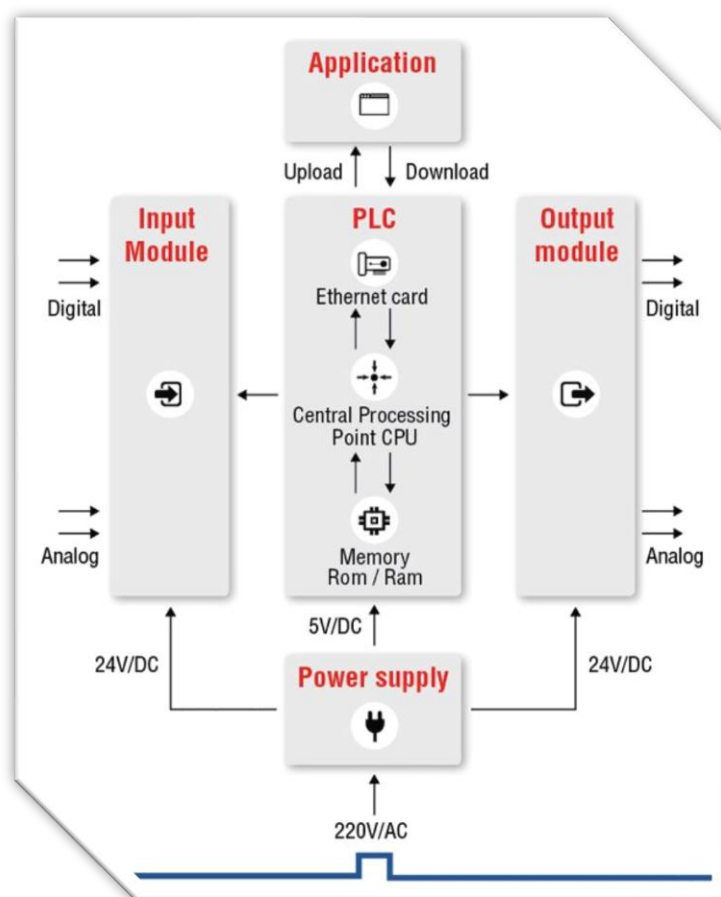 Application
Upload
Download
Input
Module
PLC
Output
module
Ethernet card
Digital
Digital
Central Processing
Point CPU
Analog
Memory
Rom / Ram
Analog
5V/DC
24V/DC
24V/DC
Power supply
220V/AC